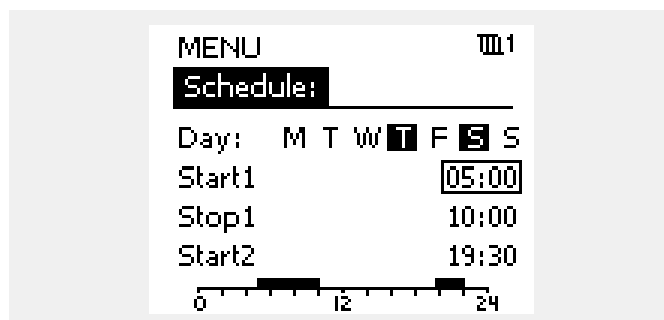 MENU 1
Schedule:
Day: M T W T F S S
Start1 05:00
Stop1 10:00
Start2 19:30
0 12 24